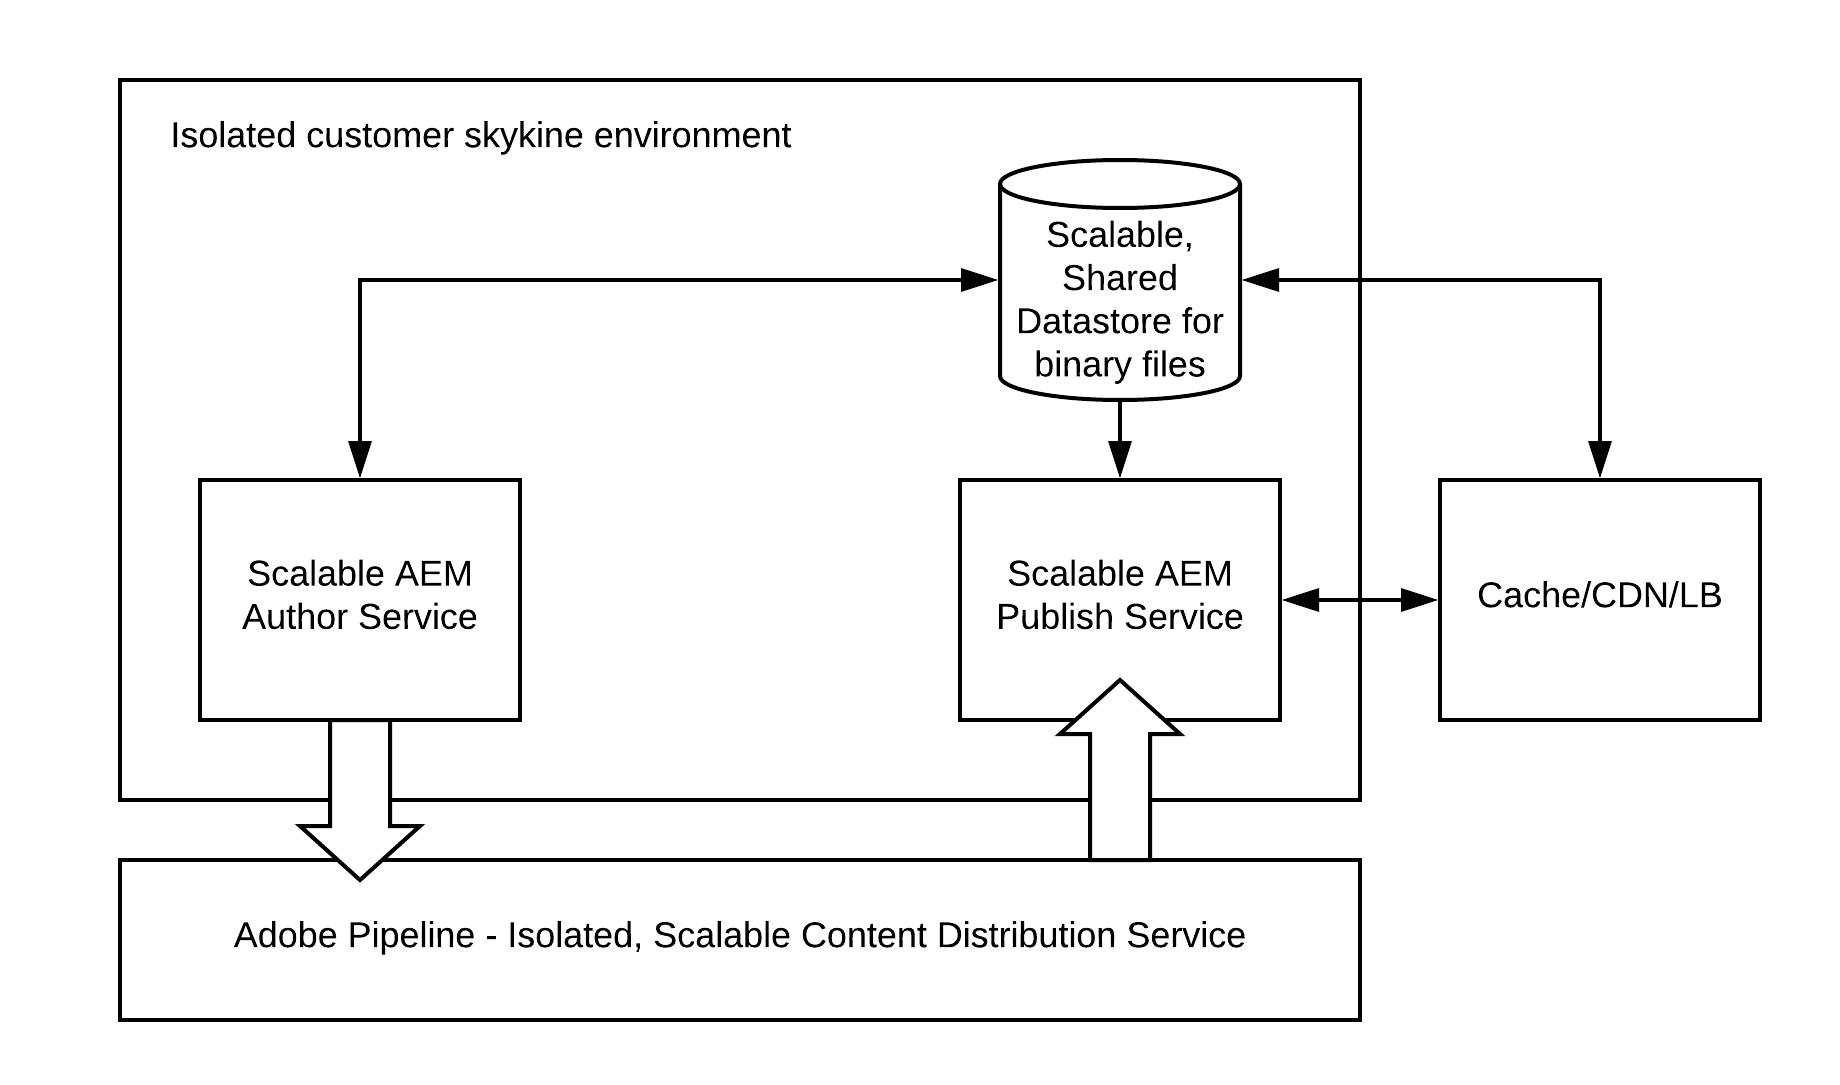 Isolated customer skykine environment
Scalable,
Shared
Datastore for
binary files
Scalable AEM
Author Service
Scalable AEM
Publish Service
Cache/CDN/LB
Adobe Pipeline - Isolated, Scalable Content Distribution Service